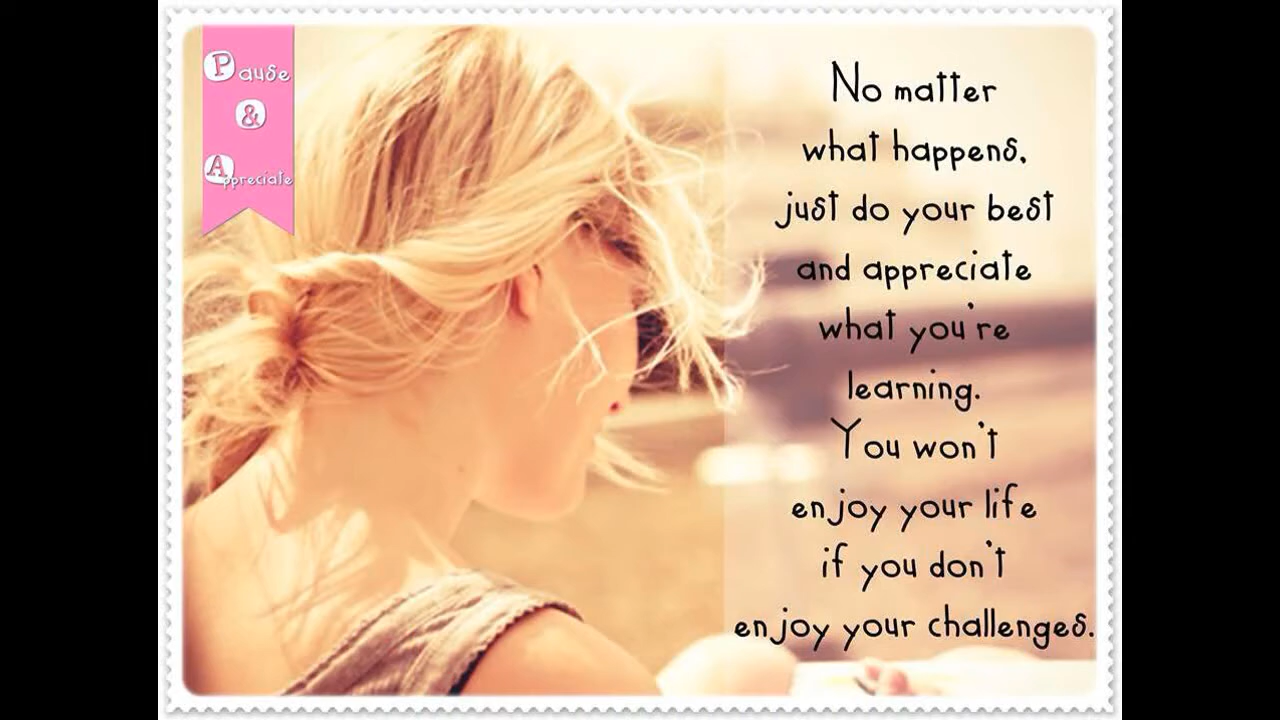 Pause
&
Appreciate
No matter
what happens,
just do your best
and appreciate
what you're
learning.
You won't
enjoy your life
if you don't
enjoy your challenges.